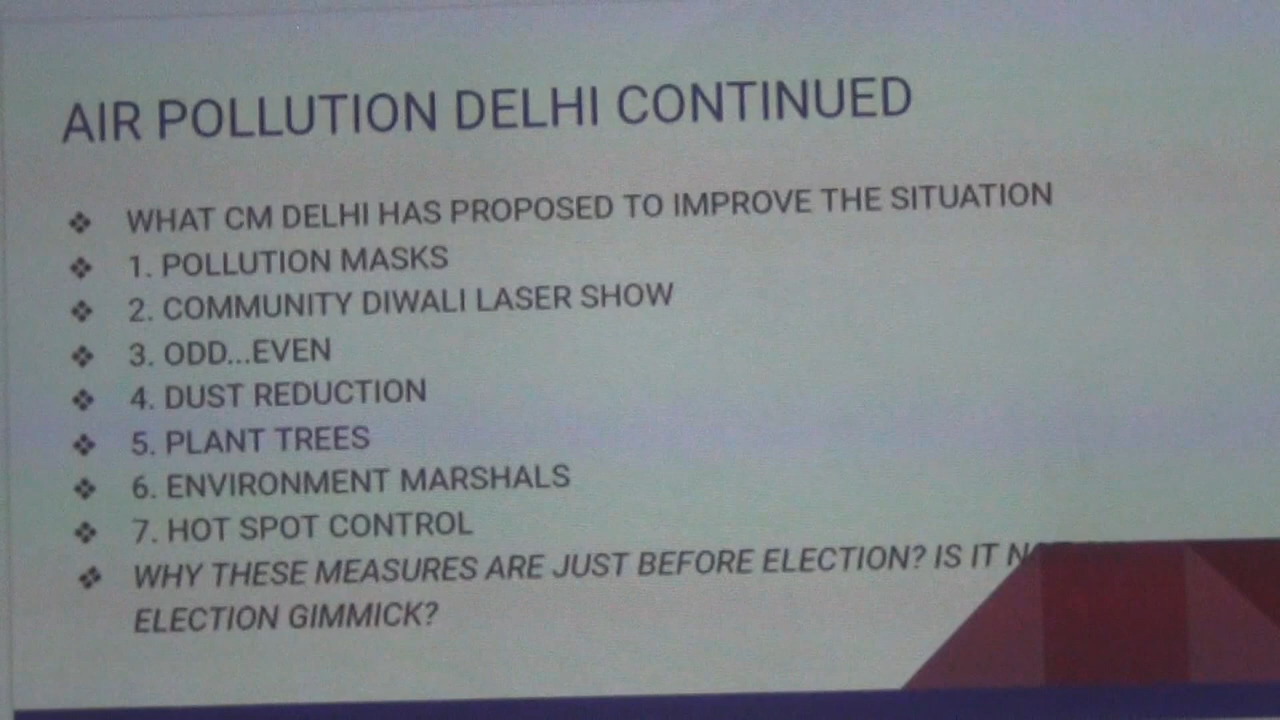 AIR POLLUTION DELHI CONTINUED
❖ WHAT CM DELHI HAS PROPOSED TO IMPROVE THE SITUATION
❖ 1. POLLUTION MASKS
❖ 2. COMMUNITY DIWALI LASER SHOW
❖ 3. ODD...EVEN
❖ 4. DUST REDUCTION
❖ 5. PLANT TREES
❖ 6. ENVIRONMENT MARSHALS
❖ 7. HOT SPOT CONTROL
❖ WHY THESE MEASURES ARE JUST BEFORE ELECTION? IS IT
ELECTION GIMMICK?